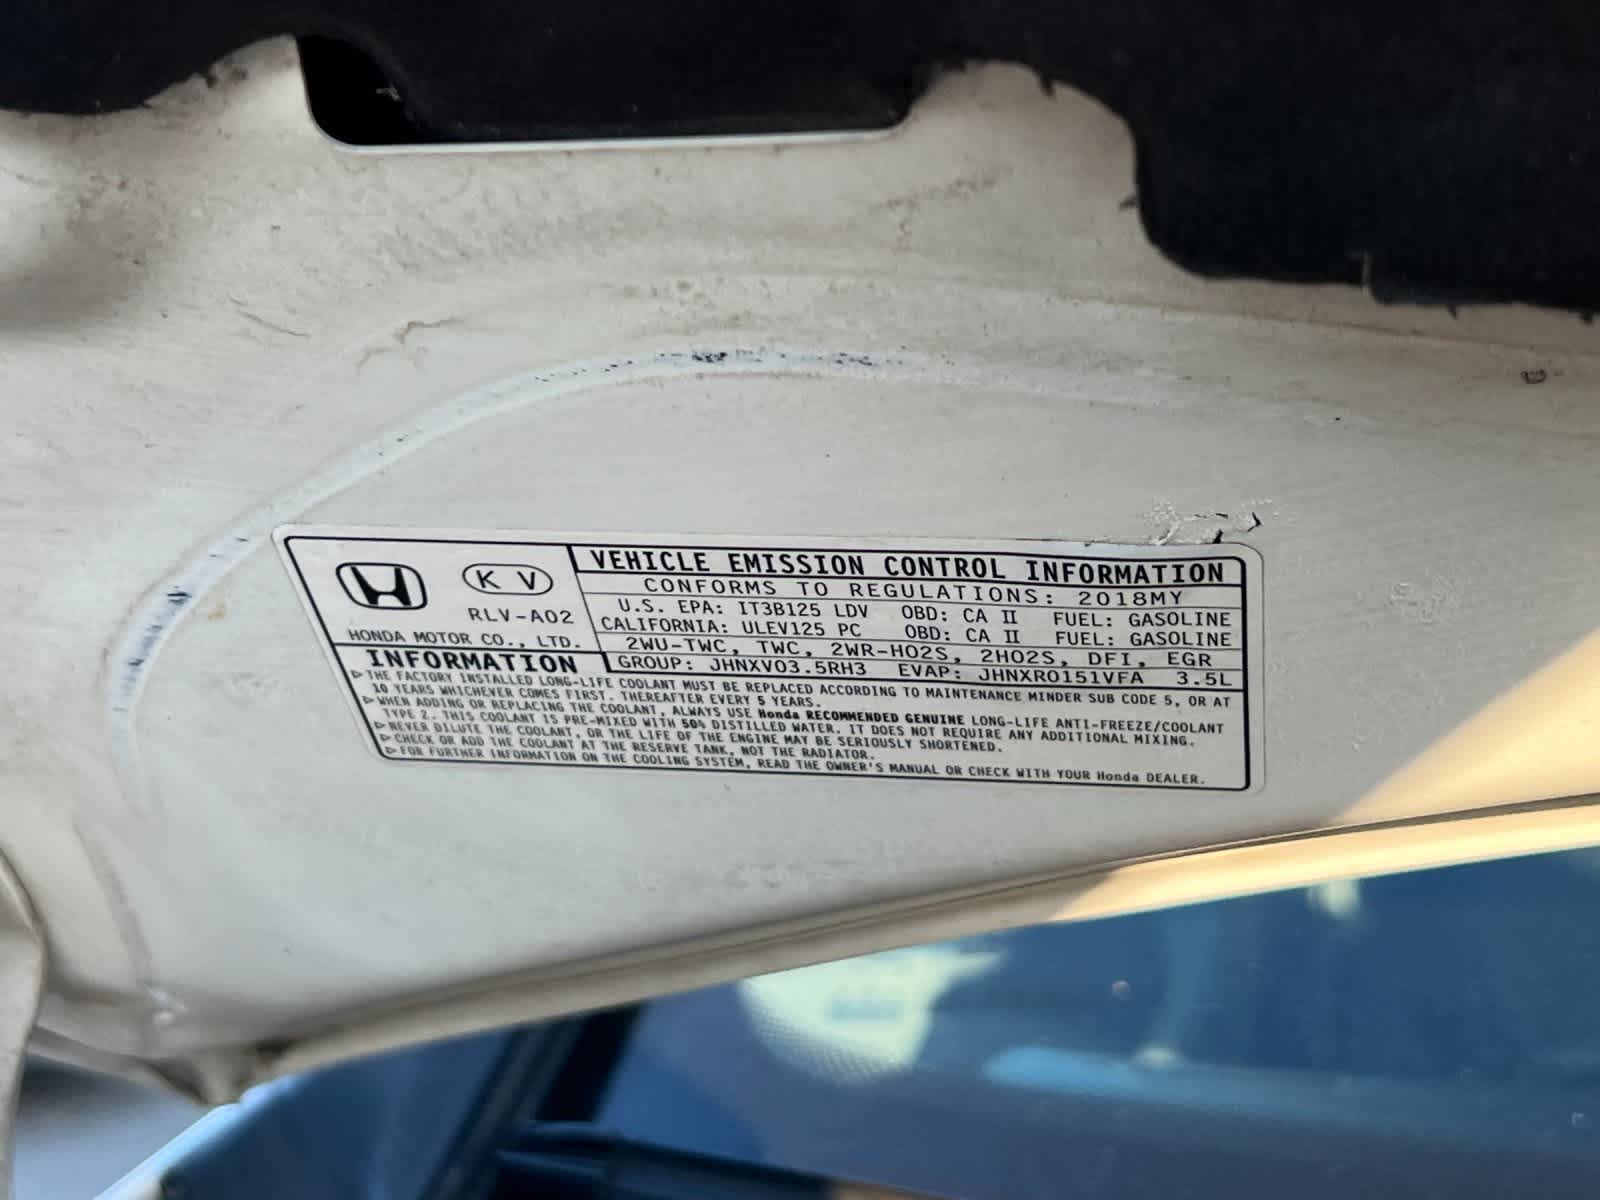 VEHICLE EMISSION CONTROL INFORMATION
CONFORMS TO REGULATIONS: 2018MY
K V
RLV-A02
HONDA MOTOR CO., LTD.
U.S. EPA: IT3B125 LDV OBD: CA II FUEL: GASOLINE
CALIFORNIA: ULEV125 PC OBD: CA II FUEL: GASOLINE
2WU-TWC, TWC, 2WR-HO2S, 2HO2S, DFI, EGR
GROUP: JHNXV03.5RH3 EVAP: JHNXR0151VFA 3.5L
INFORMATION
▷THE FACTORY INSTALLED LONG-LIFE COOLANT MUST BE REPLACED ACCORDING TO MAINTENANCE MINDER SUB CODE 5, OR AT
10 YEARS WHICHEVER COMES FIRST. THEREAFTER EVERY 5 YEARS.
▷WHEN ADDING OR REPLACING THE COOLANT, ALWAYS USE Honda RECOMMENDED GENUINE LONG-LIFE ANTI-FREEZE/COOLANT
TYPE 2. THIS COOLANT IS PRE-MIXED WITH 50% DISTILLED WATER. IT DOES NOT REQUIRE ANY ADDITIONAL MIXING.
▷NEVER DILUTE THE COOLANT, OR THE LIFE OF THE ENGINE MAY BE SERIOUSLY SHORTENED.
▷CHECK OR ADD THE COOLANT AT THE RESERVE TANK, NOT THE RADIATOR.
▷FOR FURTHER INFORMATION ON THE COOLING SYSTEM, READ THE OWNER'S MANUAL OR CHECK WITH YOUR Honda DEALER.